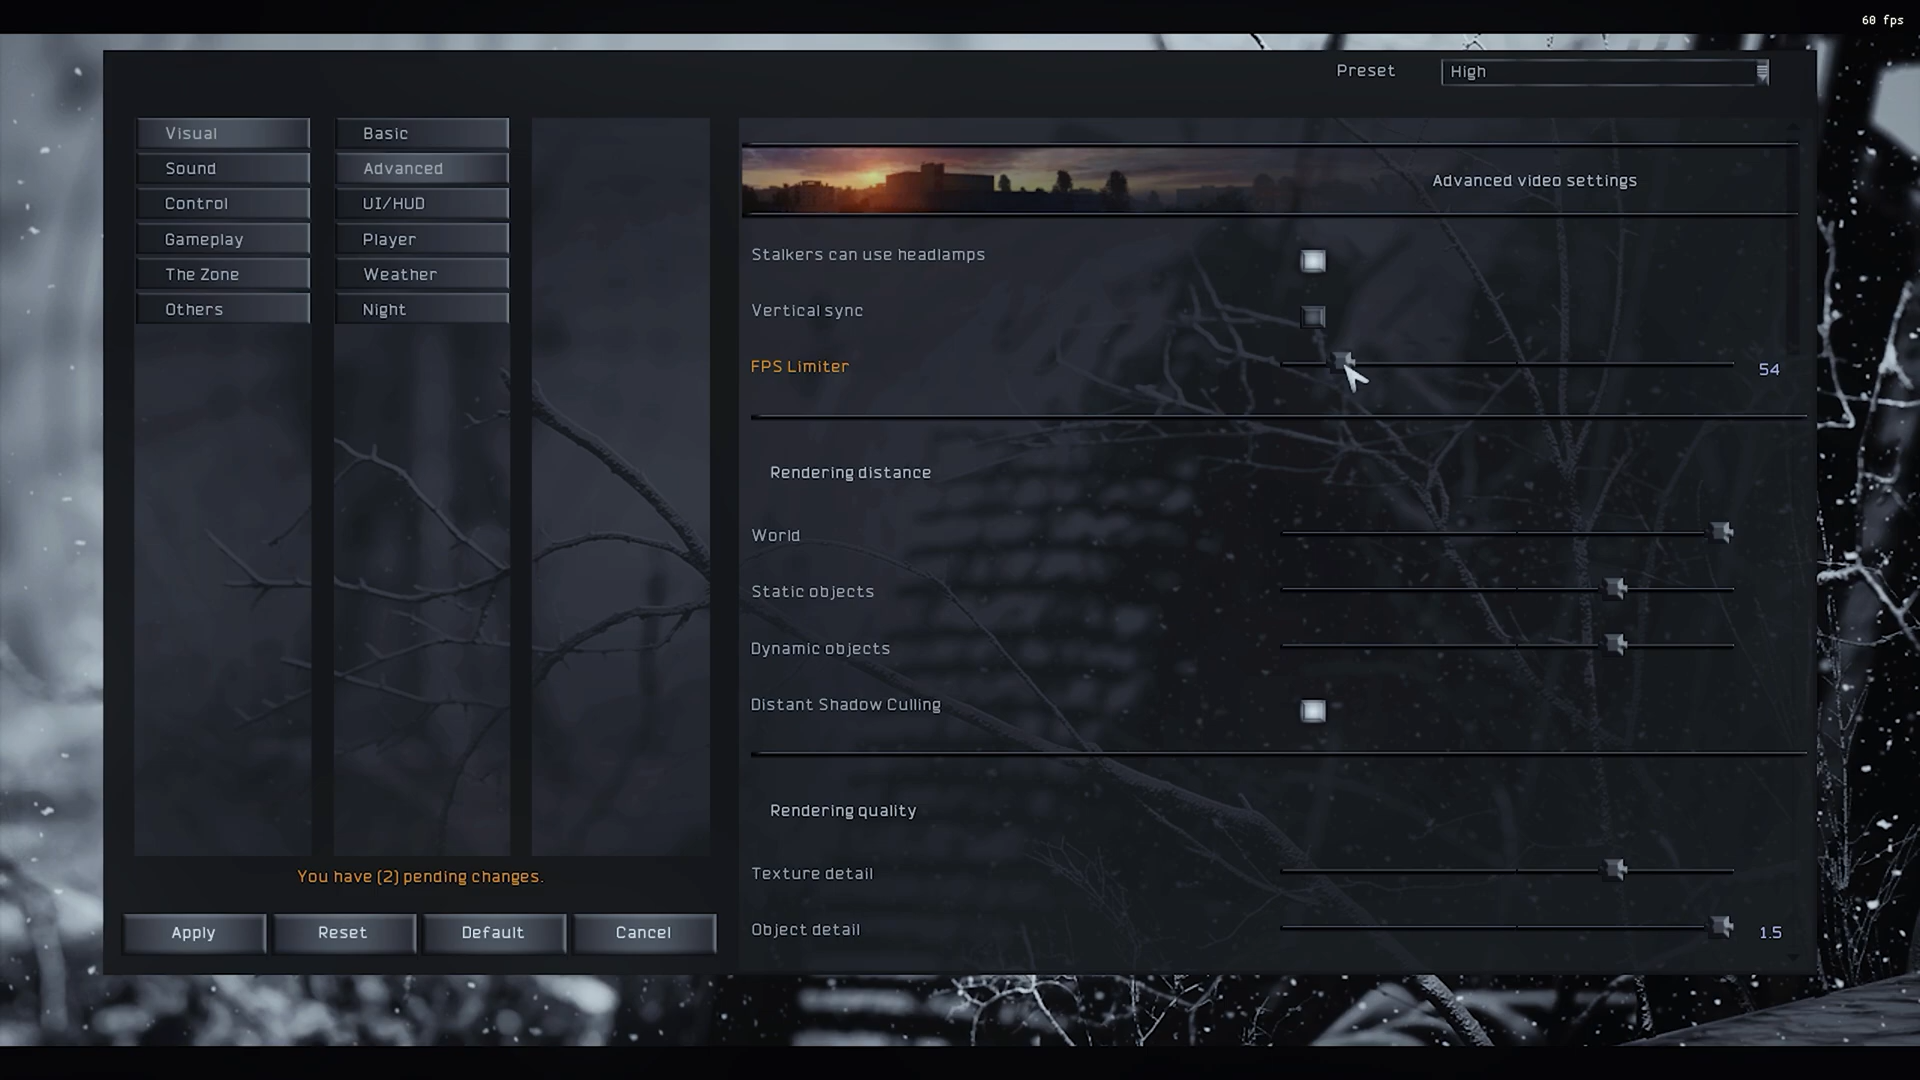 60 fps
Preset High
Visual
Sound
Control
Gameplay
The Zone
Others
Basic
Advanced
UI/HUD
Player
Weather
Night
Advanced video settings
Stalkers can use headlamps
Vertical sync
FPS Limiter 54
Rendering distance
World
Static objects
Dynamic objects
Distant Shadow Culling
Rendering quality
Texture detail
Object detail 1.5
You have (2) pending changes.
Apply Reset Default Cancel